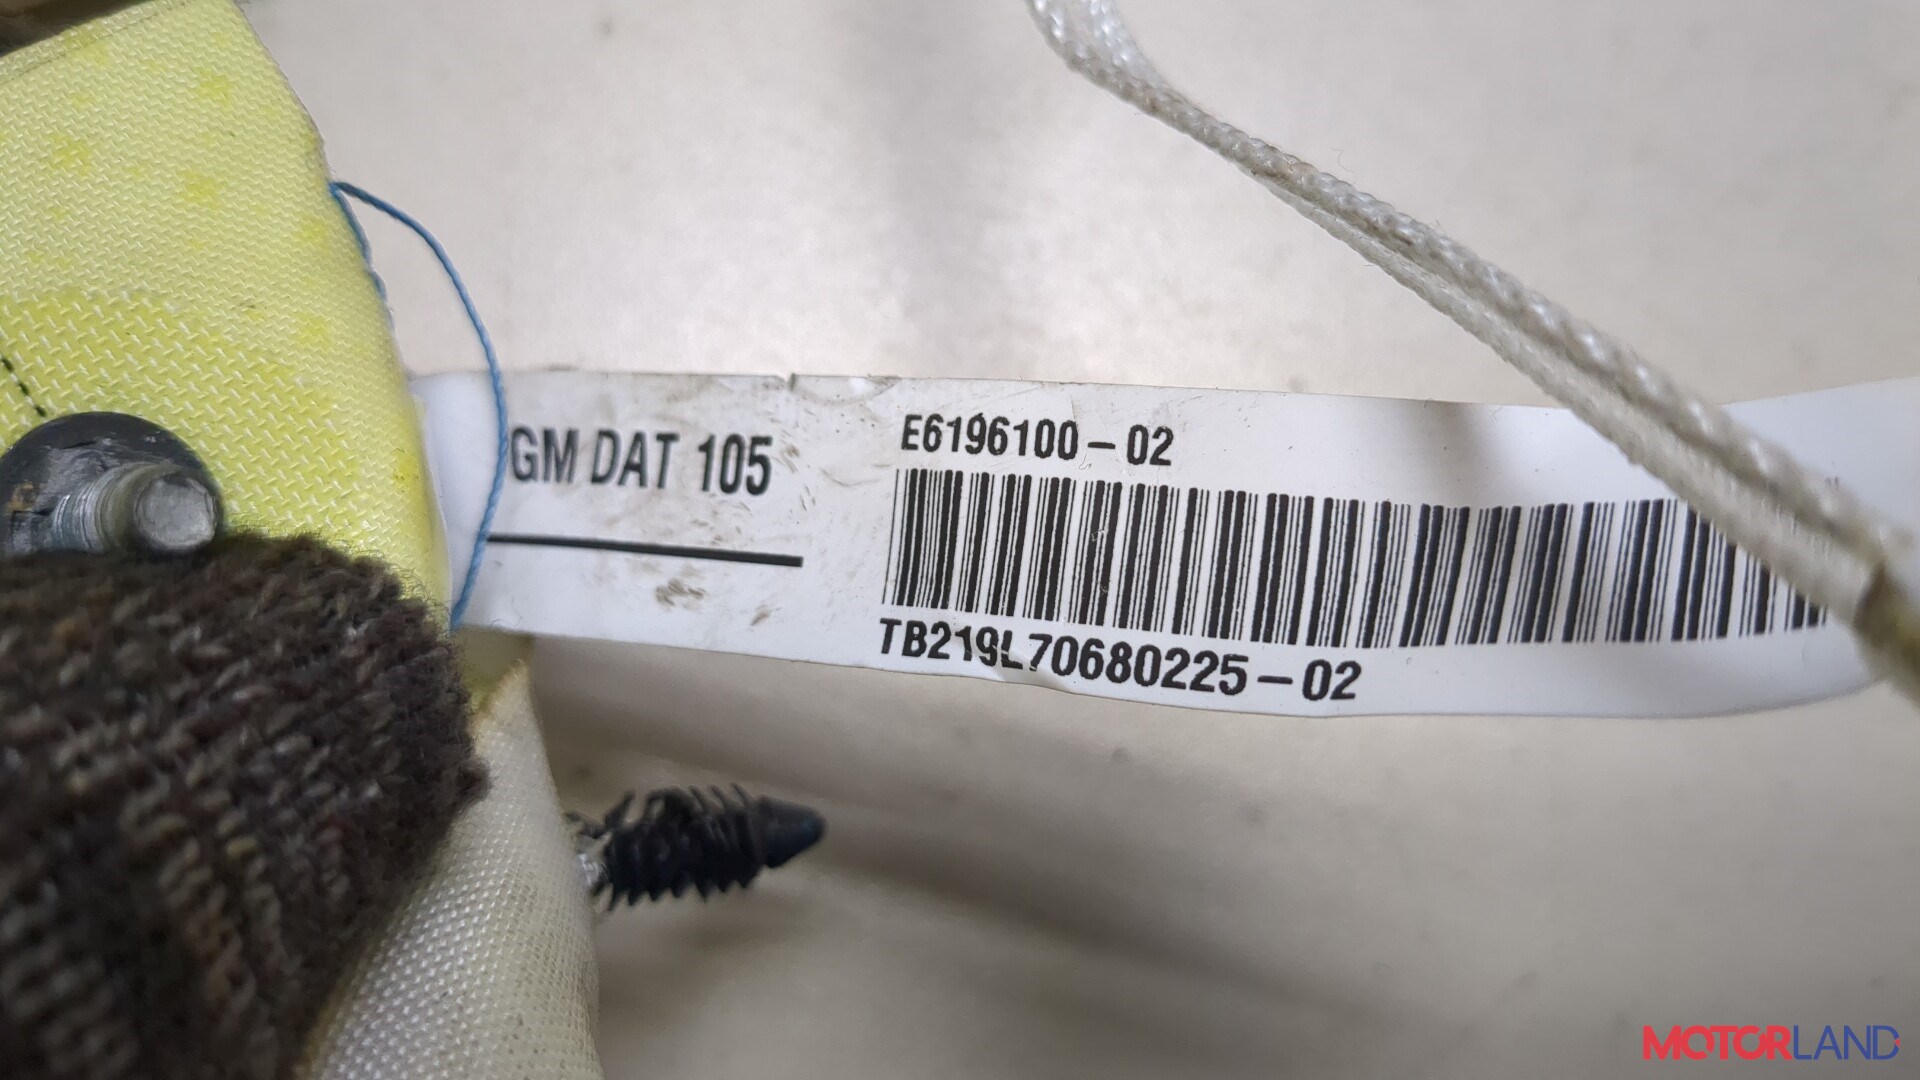 GM DAT 105
E6196100-02
TB219L70680225-02
MOTORLAND